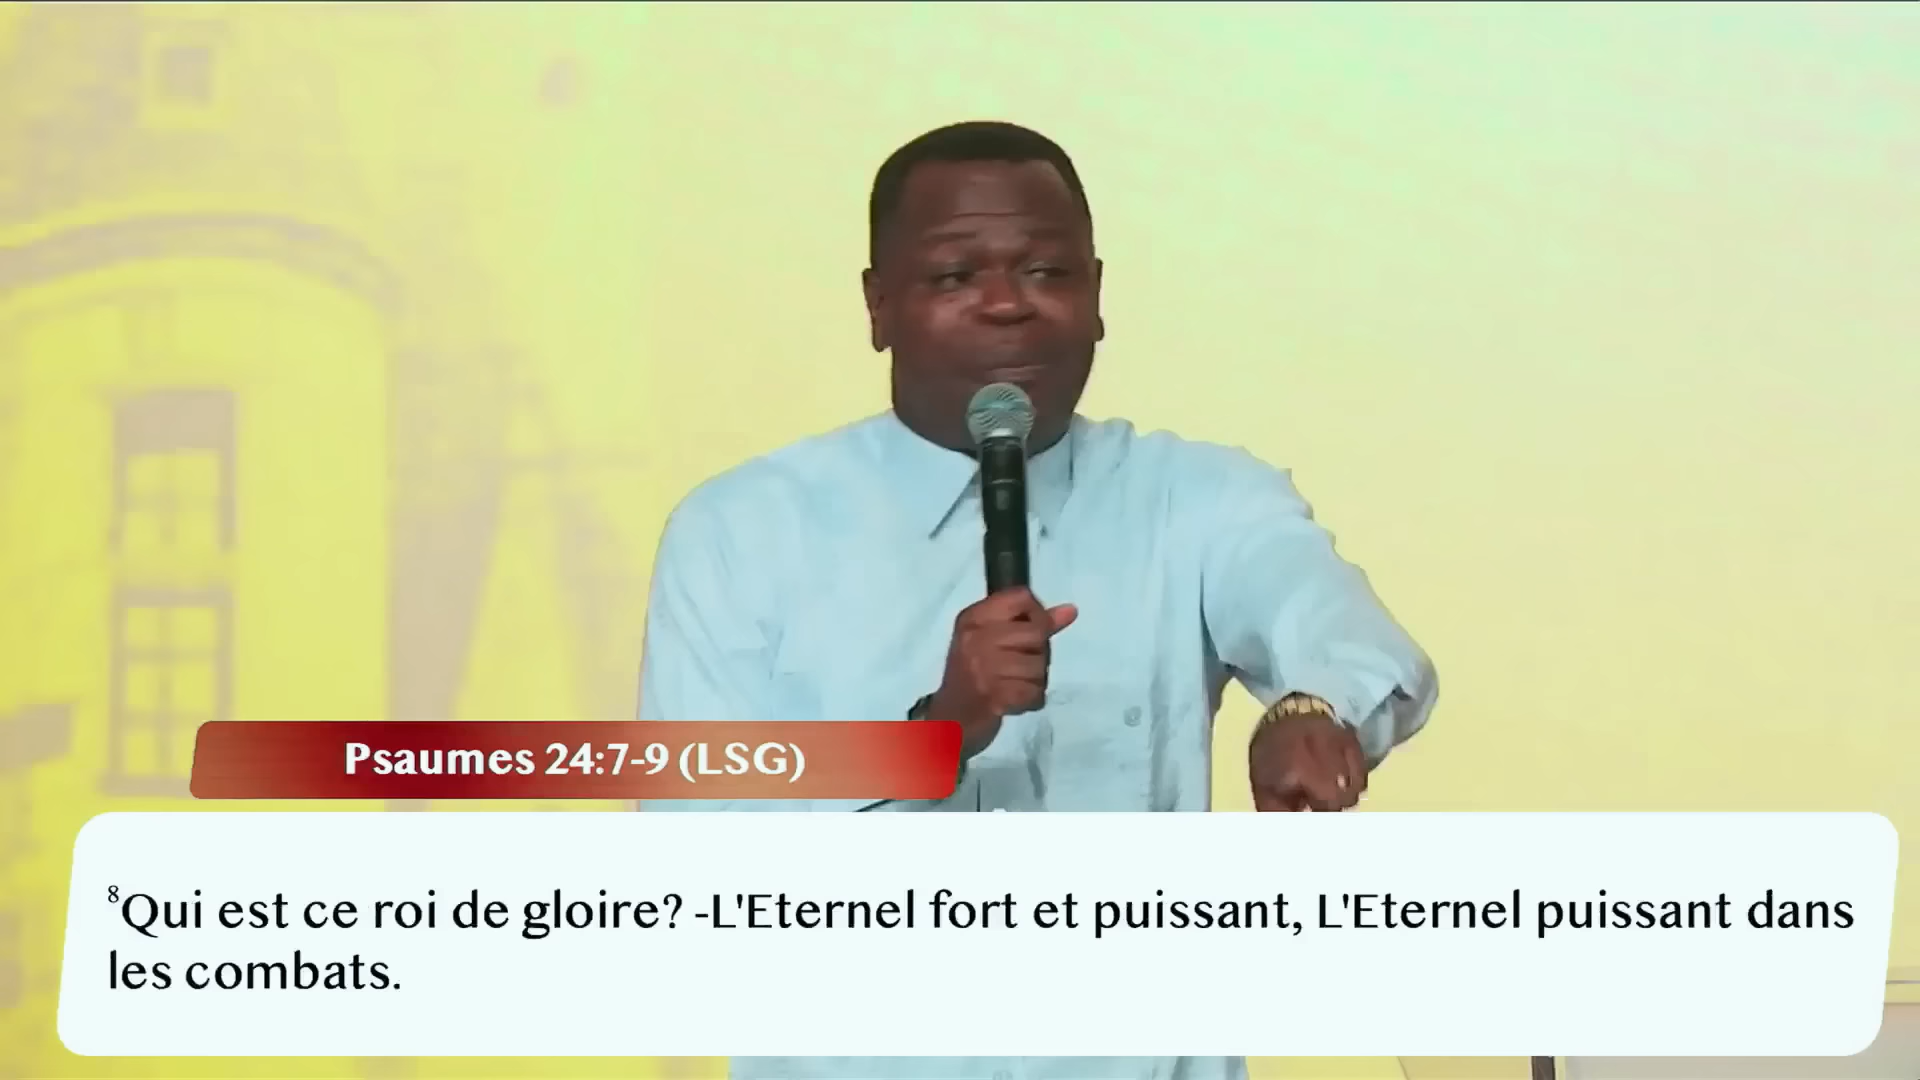 Psaumes 24:7-9 (LSG)
⁸Qui est ce roi de gloire? -L'Eternel fort et puissant, L'Eternel puissant dans
les combats.